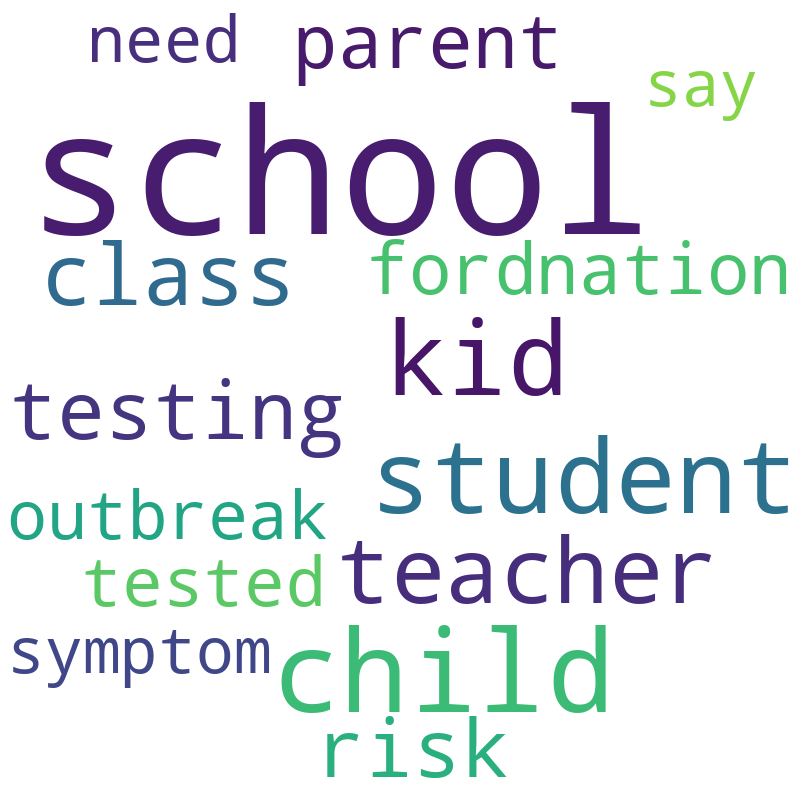 need parent
say
school
class fordnation
kid
testing
student
outbreak
teacher
tested
symptom child
risk